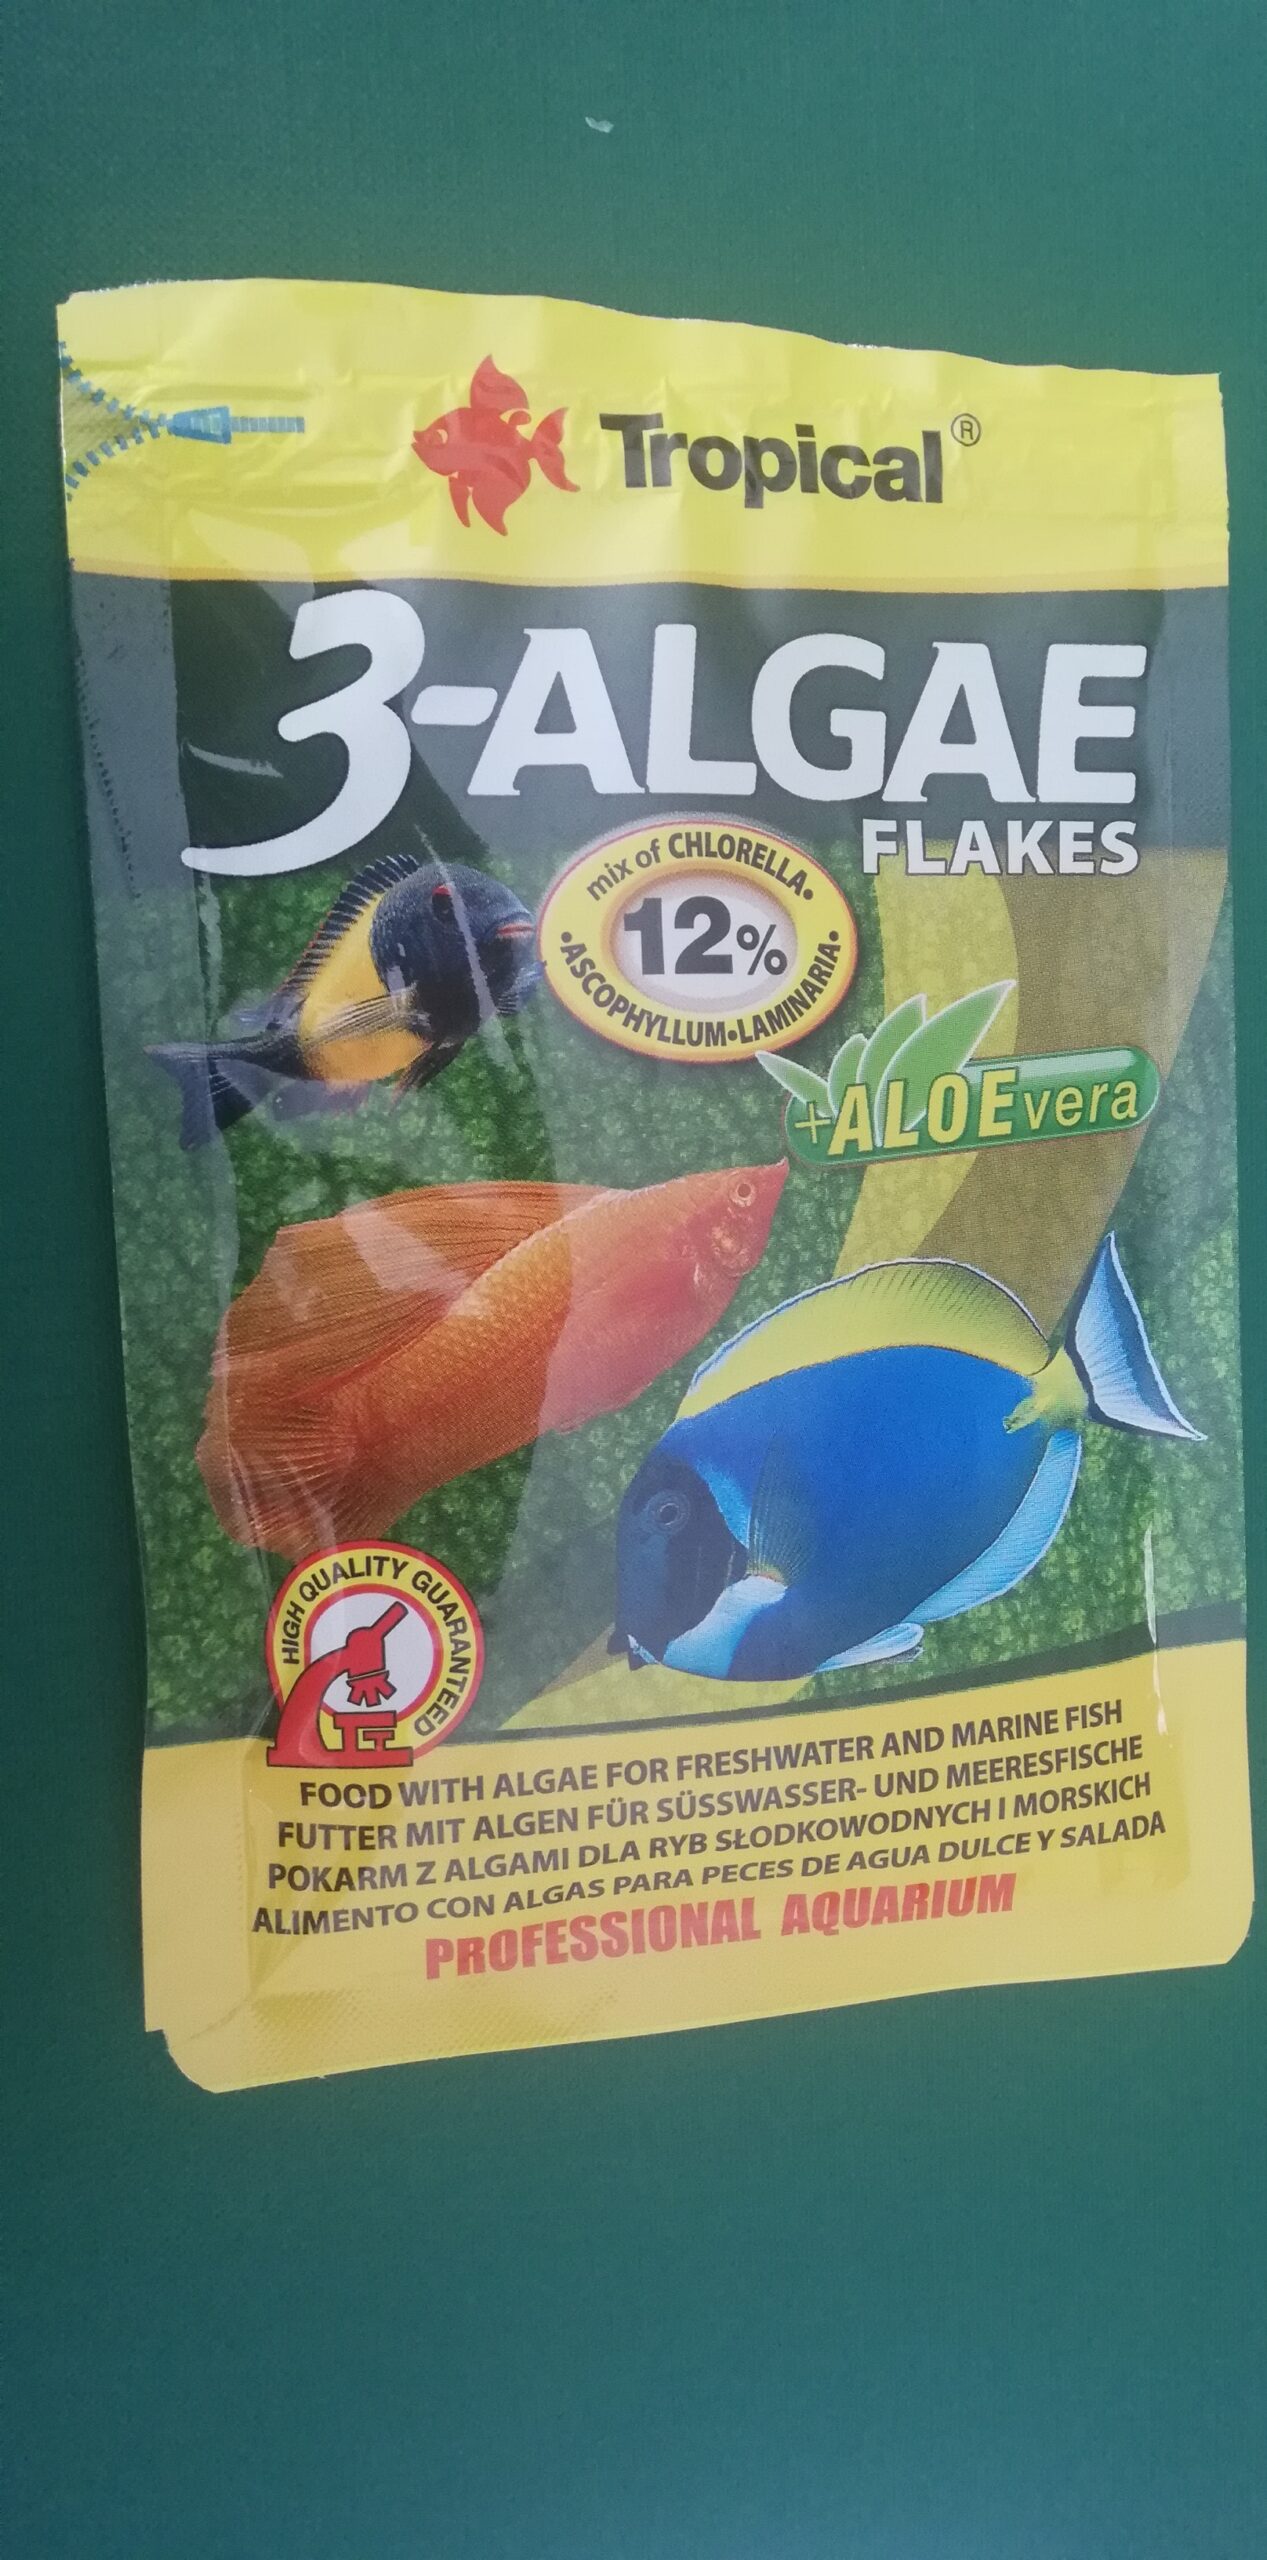 Tropical®
3-ALGAE
FLAKES
mix of CHLORELLA•
12%
•ASCOPHYLLUM•LAMINARIA•
+ALOEvera
HIGH QUALITY GUARANTEED
FOOD WITH ALGAE FOR FRESHWATER AND MARINE FISH
FUTTER MIT ALGEN FÜR SÜSSWASSER- UND MEERESFISCHE
POKARM Z ALGAMI DLA RYB SŁODKOWODNYCH I MORSKICH
ALIMENTO CON ALGAS PARA PECES DE AGUA DULCE Y SALADA
PROFESSIONAL AQUARIUM